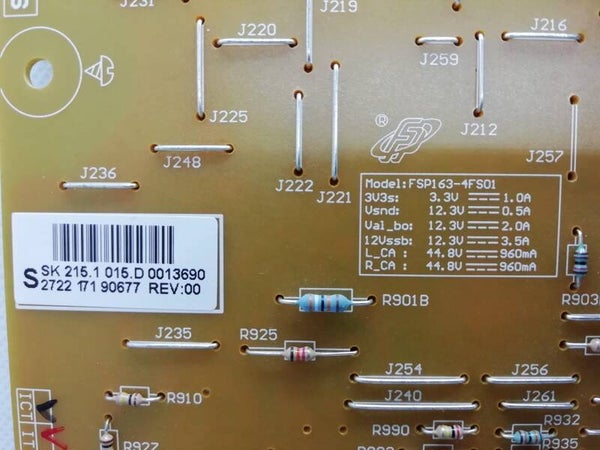 S
J231
J219
J220
J259
J216
J225
J212
J248
J257
J236
J222
J221
FSP
®
Model:FSP163-4FS01
3V3s: 3.3V 1.0A
Vsnd: 12.3V 0.5A
Val_bo: 12.3V 2.0A
12Vssb: 12.3V 3.5A
L_CA : 44.8V 960mA
R_CA : 44.8V 960mA
S SK 215.1 015.D 0013690
2722 171 90677 REV:00
R901B
R903
J235
R925
J254
J256
R910
J240
J261
ICT
R990
R932
R927
R935